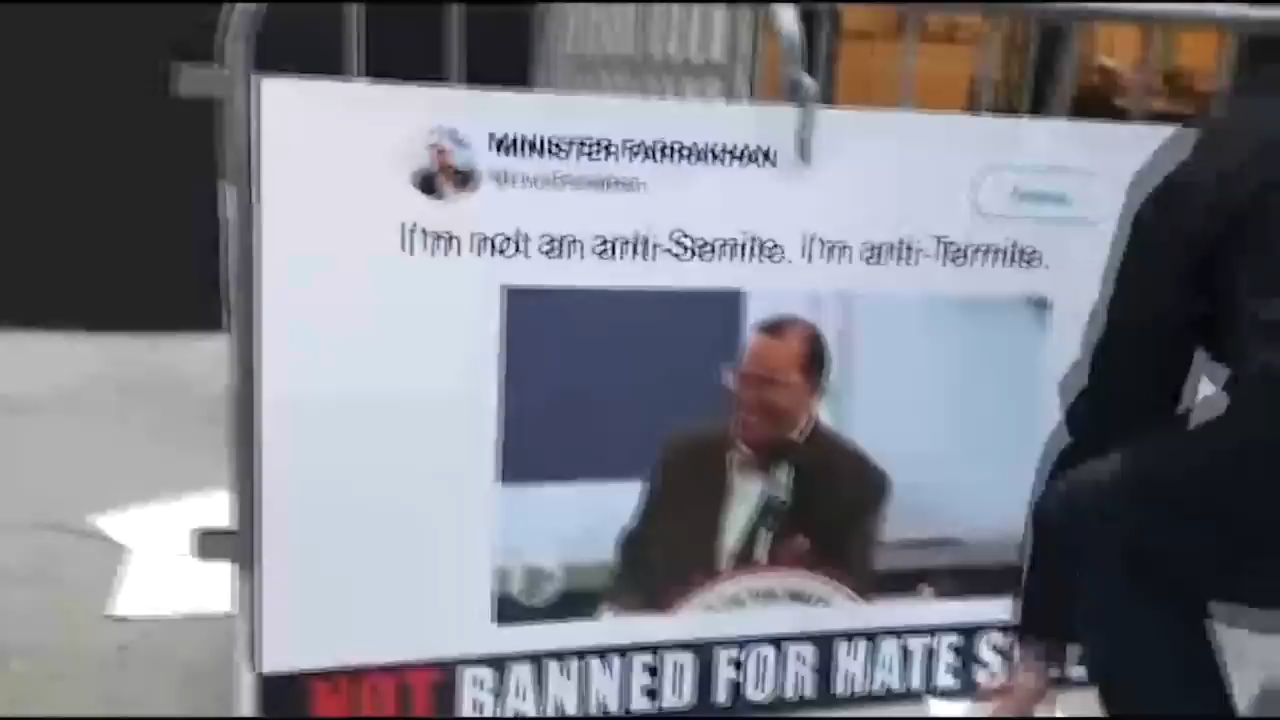 MINISTER FARRAKHAN
I'm not an anti-Semite. I'm anti-Termite.
NOT BANNED FOR HATE